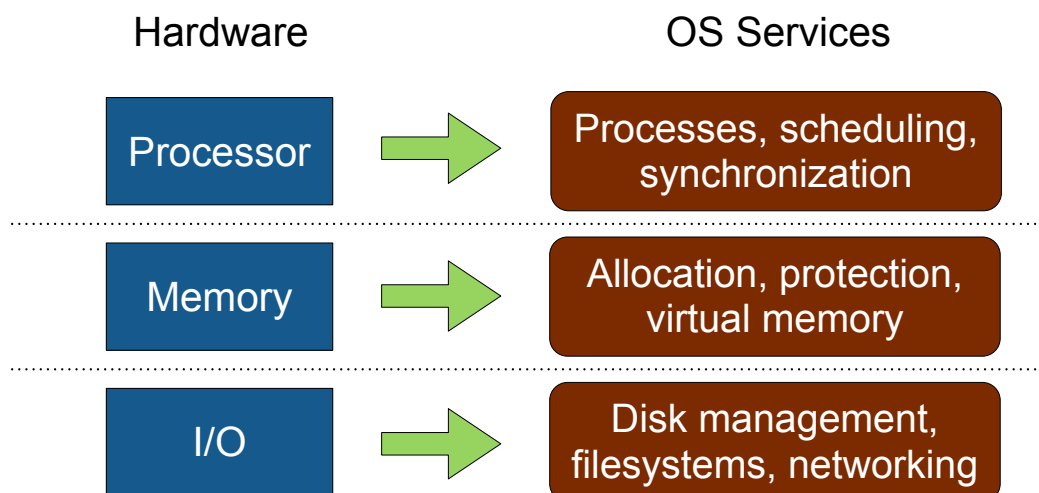 Hardware
OS Services
Processor
Processes, scheduling,
synchronization
Memory
Allocation, protection,
virtual memory
I/O
Disk management,
filesystems, networking